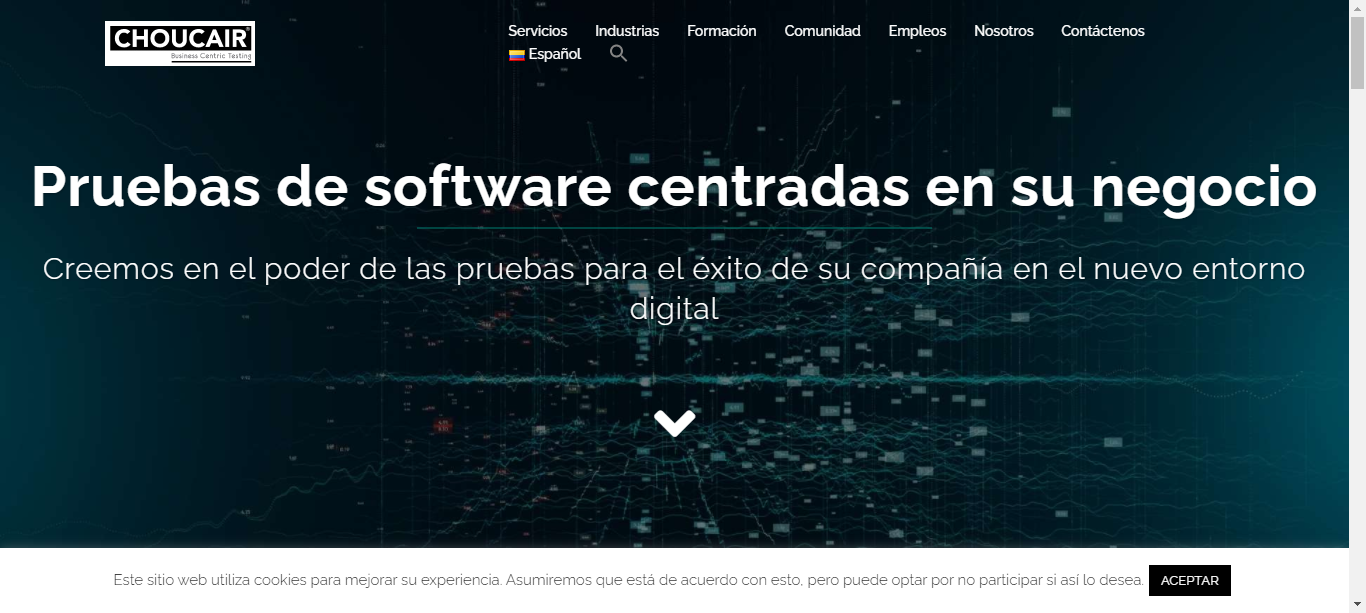 CHOUCAIR®
Business Centric Testing
Servicios Industrias Formación Comunidad Empleos Nosotros Contáctenos
Español
Pruebas de software centradas en su negocio
Creemos en el poder de las pruebas para el éxito de su compañía en el nuevo entorno
digital
Este sitio web utiliza cookies para mejorar su experiencia. Asumiremos que está de acuerdo con esto, pero puede optar por no participar si así lo desea. ACEPTAR